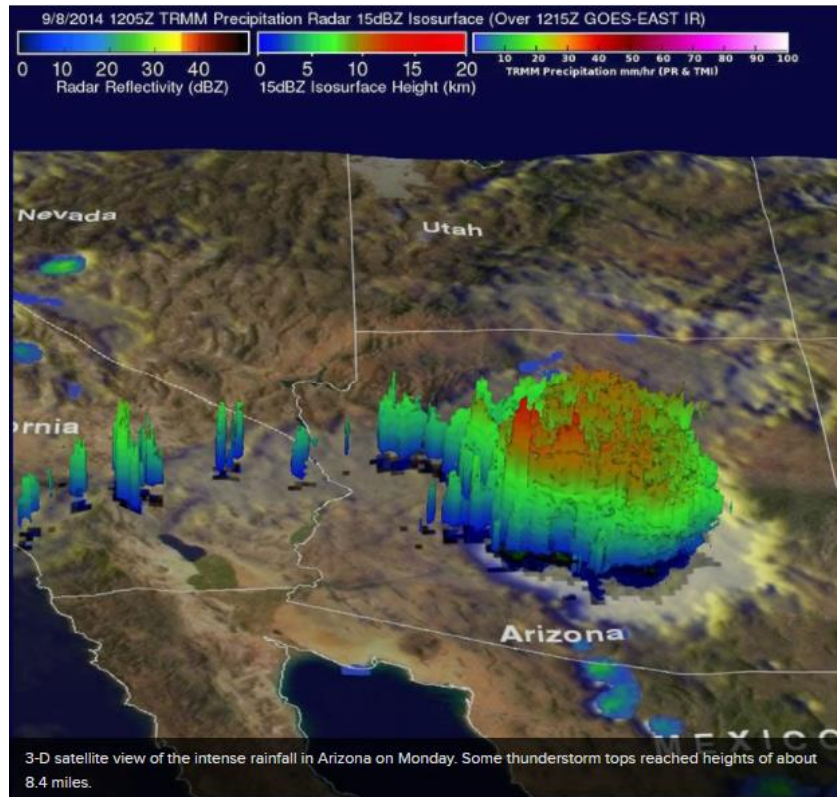 9/8/2014 1205Z TRMM Precipitation Radar 15dBZ Isosurface (Over 1215Z GOES-EAST IR)
0 10 20 30 40
Radar Reflectivity (dBZ)
0 5 10 15 20
15dBZ Isosurface Height (km)
10 20 30 40 50 60 70 80 90 100
TRMM Precipitation mm/hr (PR & TMI)
Nevada
Utah
ornia
Arizona
MEXICO
3-D satellite view of the intense rainfall in Arizona on Monday. Some thunderstorm tops reached heights of about
8.4 miles.